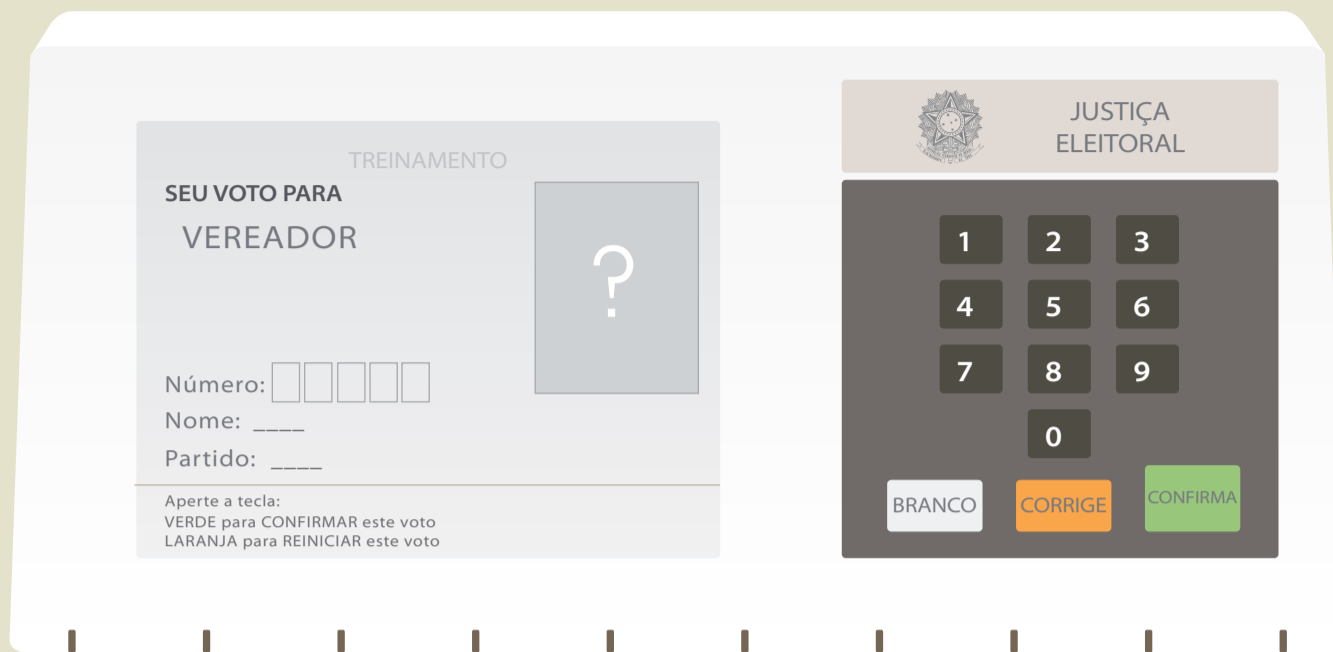 TREINAMENTO
SEU VOTO PARA
VEREADOR
?
Número:
Nome: ____
Partido: ____
Aperte a tecla:
VERDE para CONFIRMAR este voto
LARANJA para REINICIAR este voto
JUSTIÇA
ELEITORAL
1 2 3
4 5 6
7 8 9
0
BRANCO CORRIGE CONFIRMA